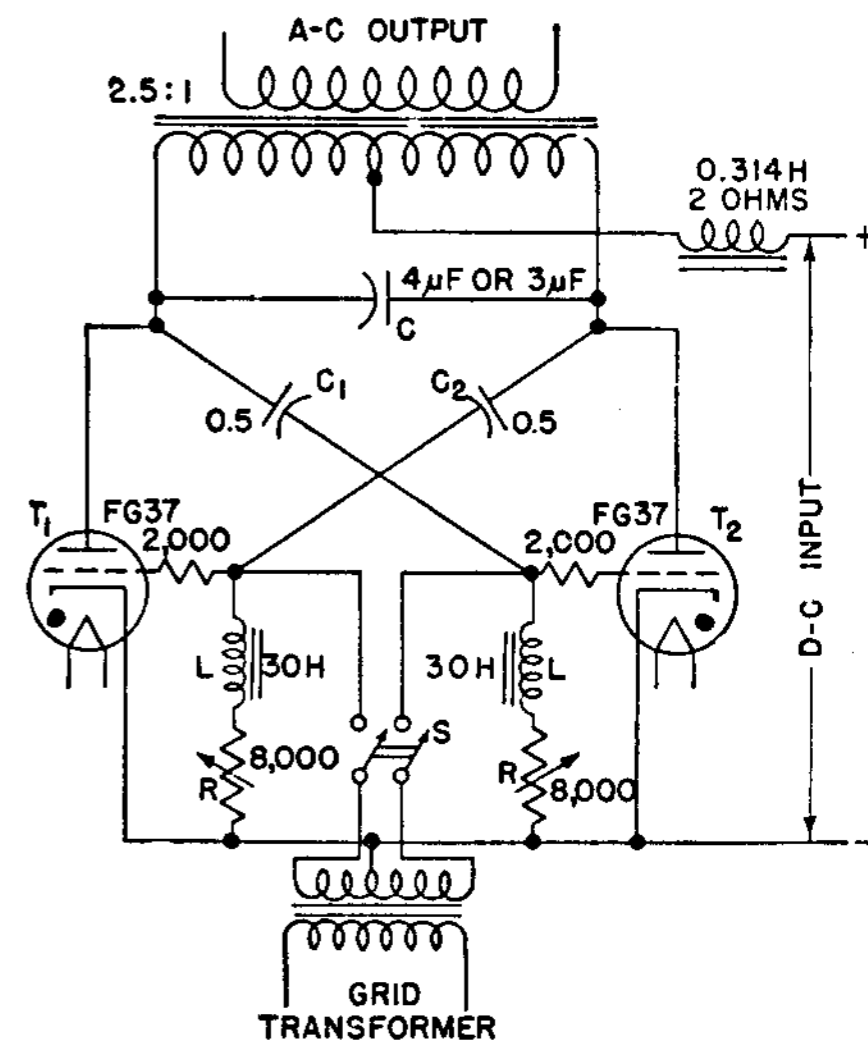 A-C OUTPUT
2.5:1
0.314H
2 OHMS
+
4µF OR 3µF
C
C1
C2
0.5
0.5
T1
FG37
2,000
FG37
T2
2,000
D-C INPUT
L
30H
30H
L
S
R
8,000
R
8,000
-
GRID
TRANSFORMER